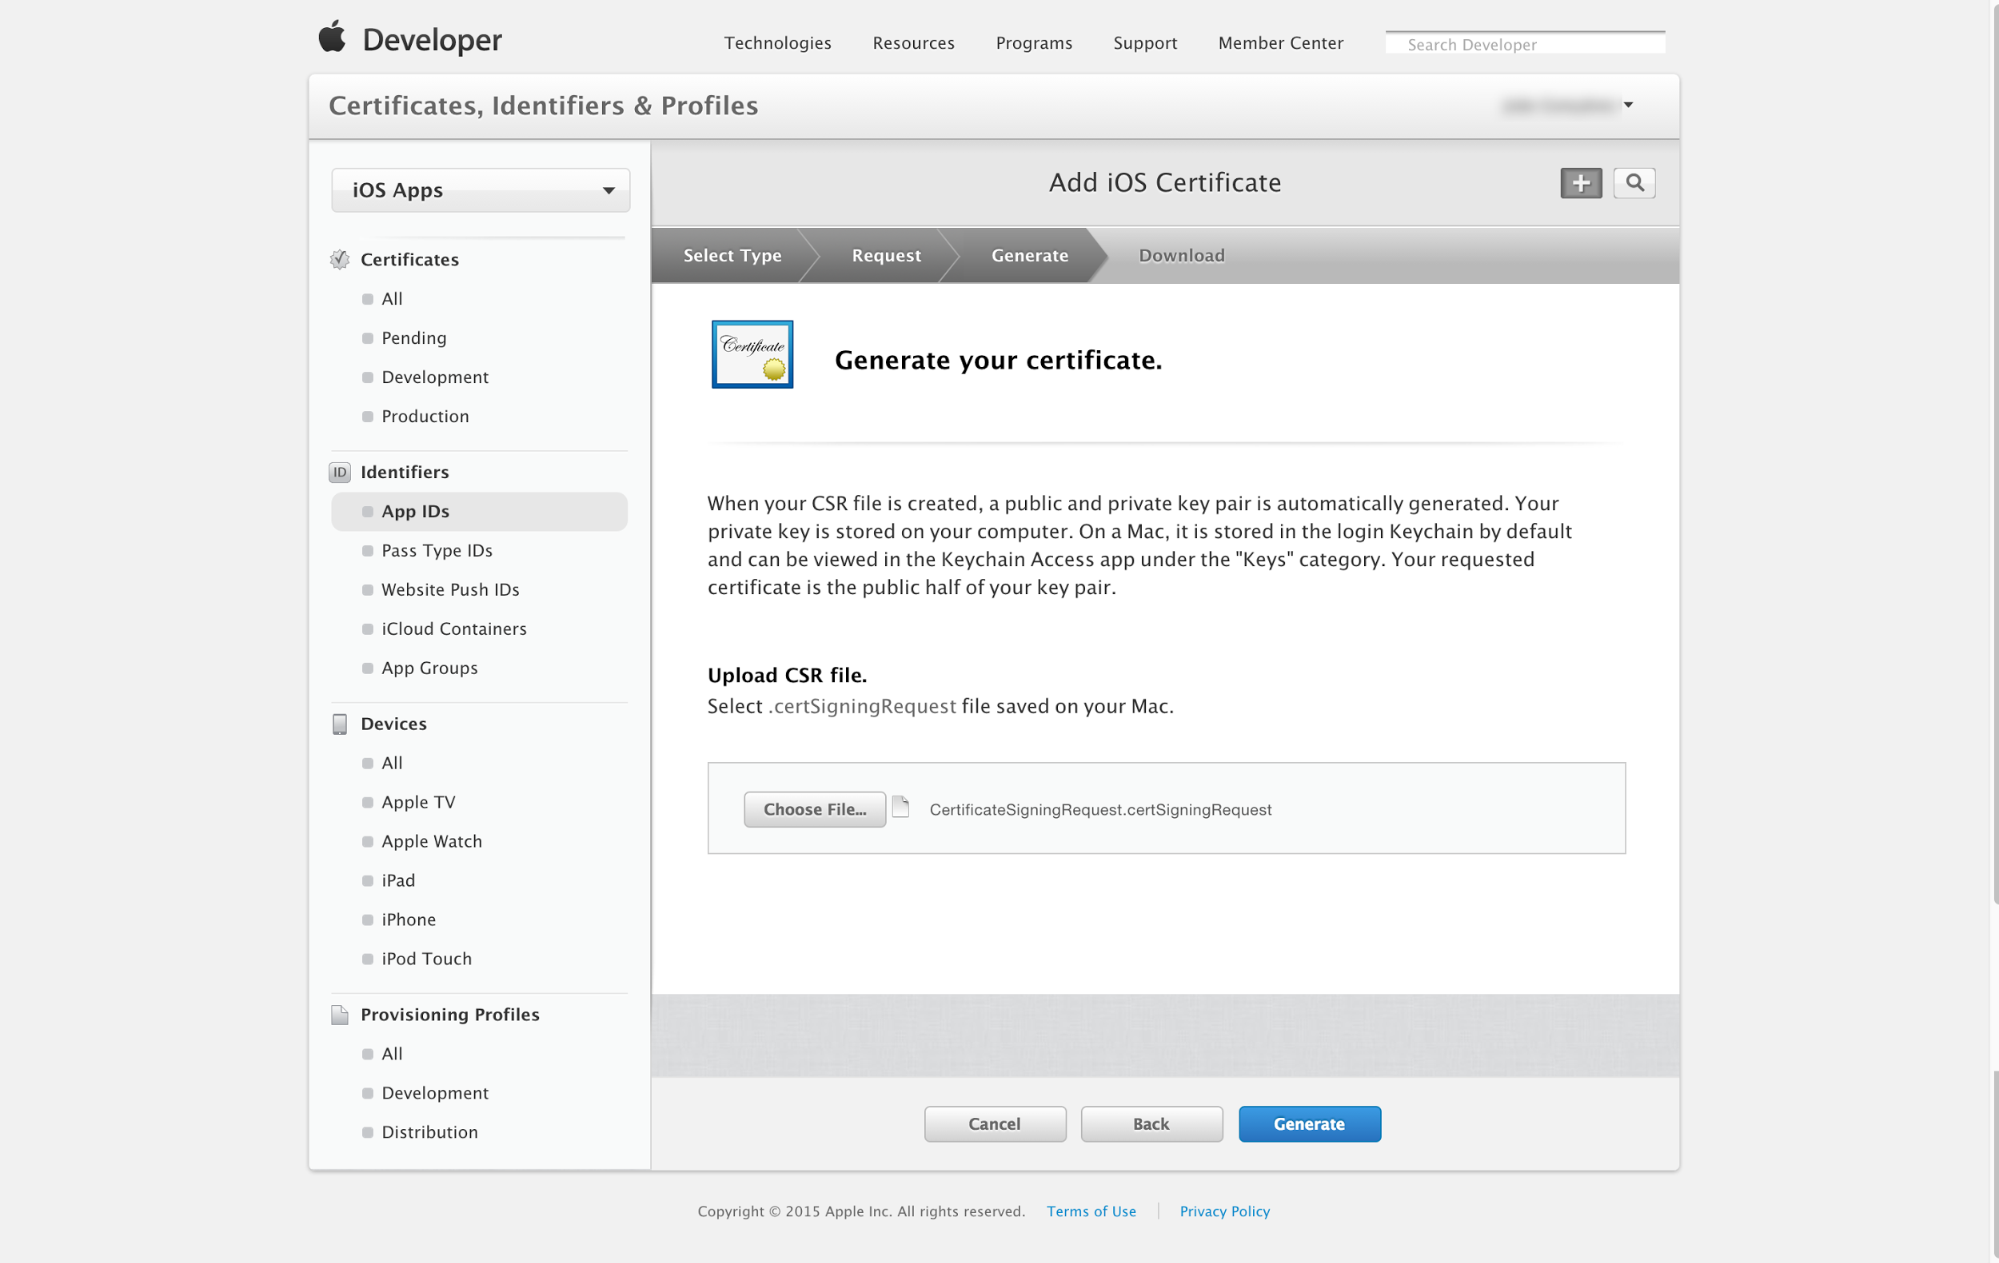 Developer
Technologies
Resources
Programs
Support
Member Center
Search Developer
Certificates, Identifiers & Profiles
iOS Apps
Certificates
All
Pending
Development
Production
ID
Identifiers
App IDs
Pass Type IDs
Website Push IDs
iCloud Containers
App Groups
Devices
All
Apple TV
Apple Watch
iPad
iPhone
iPod Touch
Provisioning Profiles
All
Development
Distribution
Add iOS Certificate
Select Type
Request
Generate
Download
Certificate
Generate your certificate.
When your CSR file is created, a public and private key pair is automatically generated. Your
private key is stored on your computer. On a Mac, it is stored in the login Keychain by default
and can be viewed in the Keychain Access app under the "Keys" category. Your requested
certificate is the public half of your key pair.
Upload CSR file.
Select .certSigningRequest file saved on your Mac.
Choose File...
CertificateSigningRequest.certSigningRequest
Cancel
Back
Generate
Copyright © 2015 Apple Inc. All rights reserved.
Terms of Use
Privacy Policy